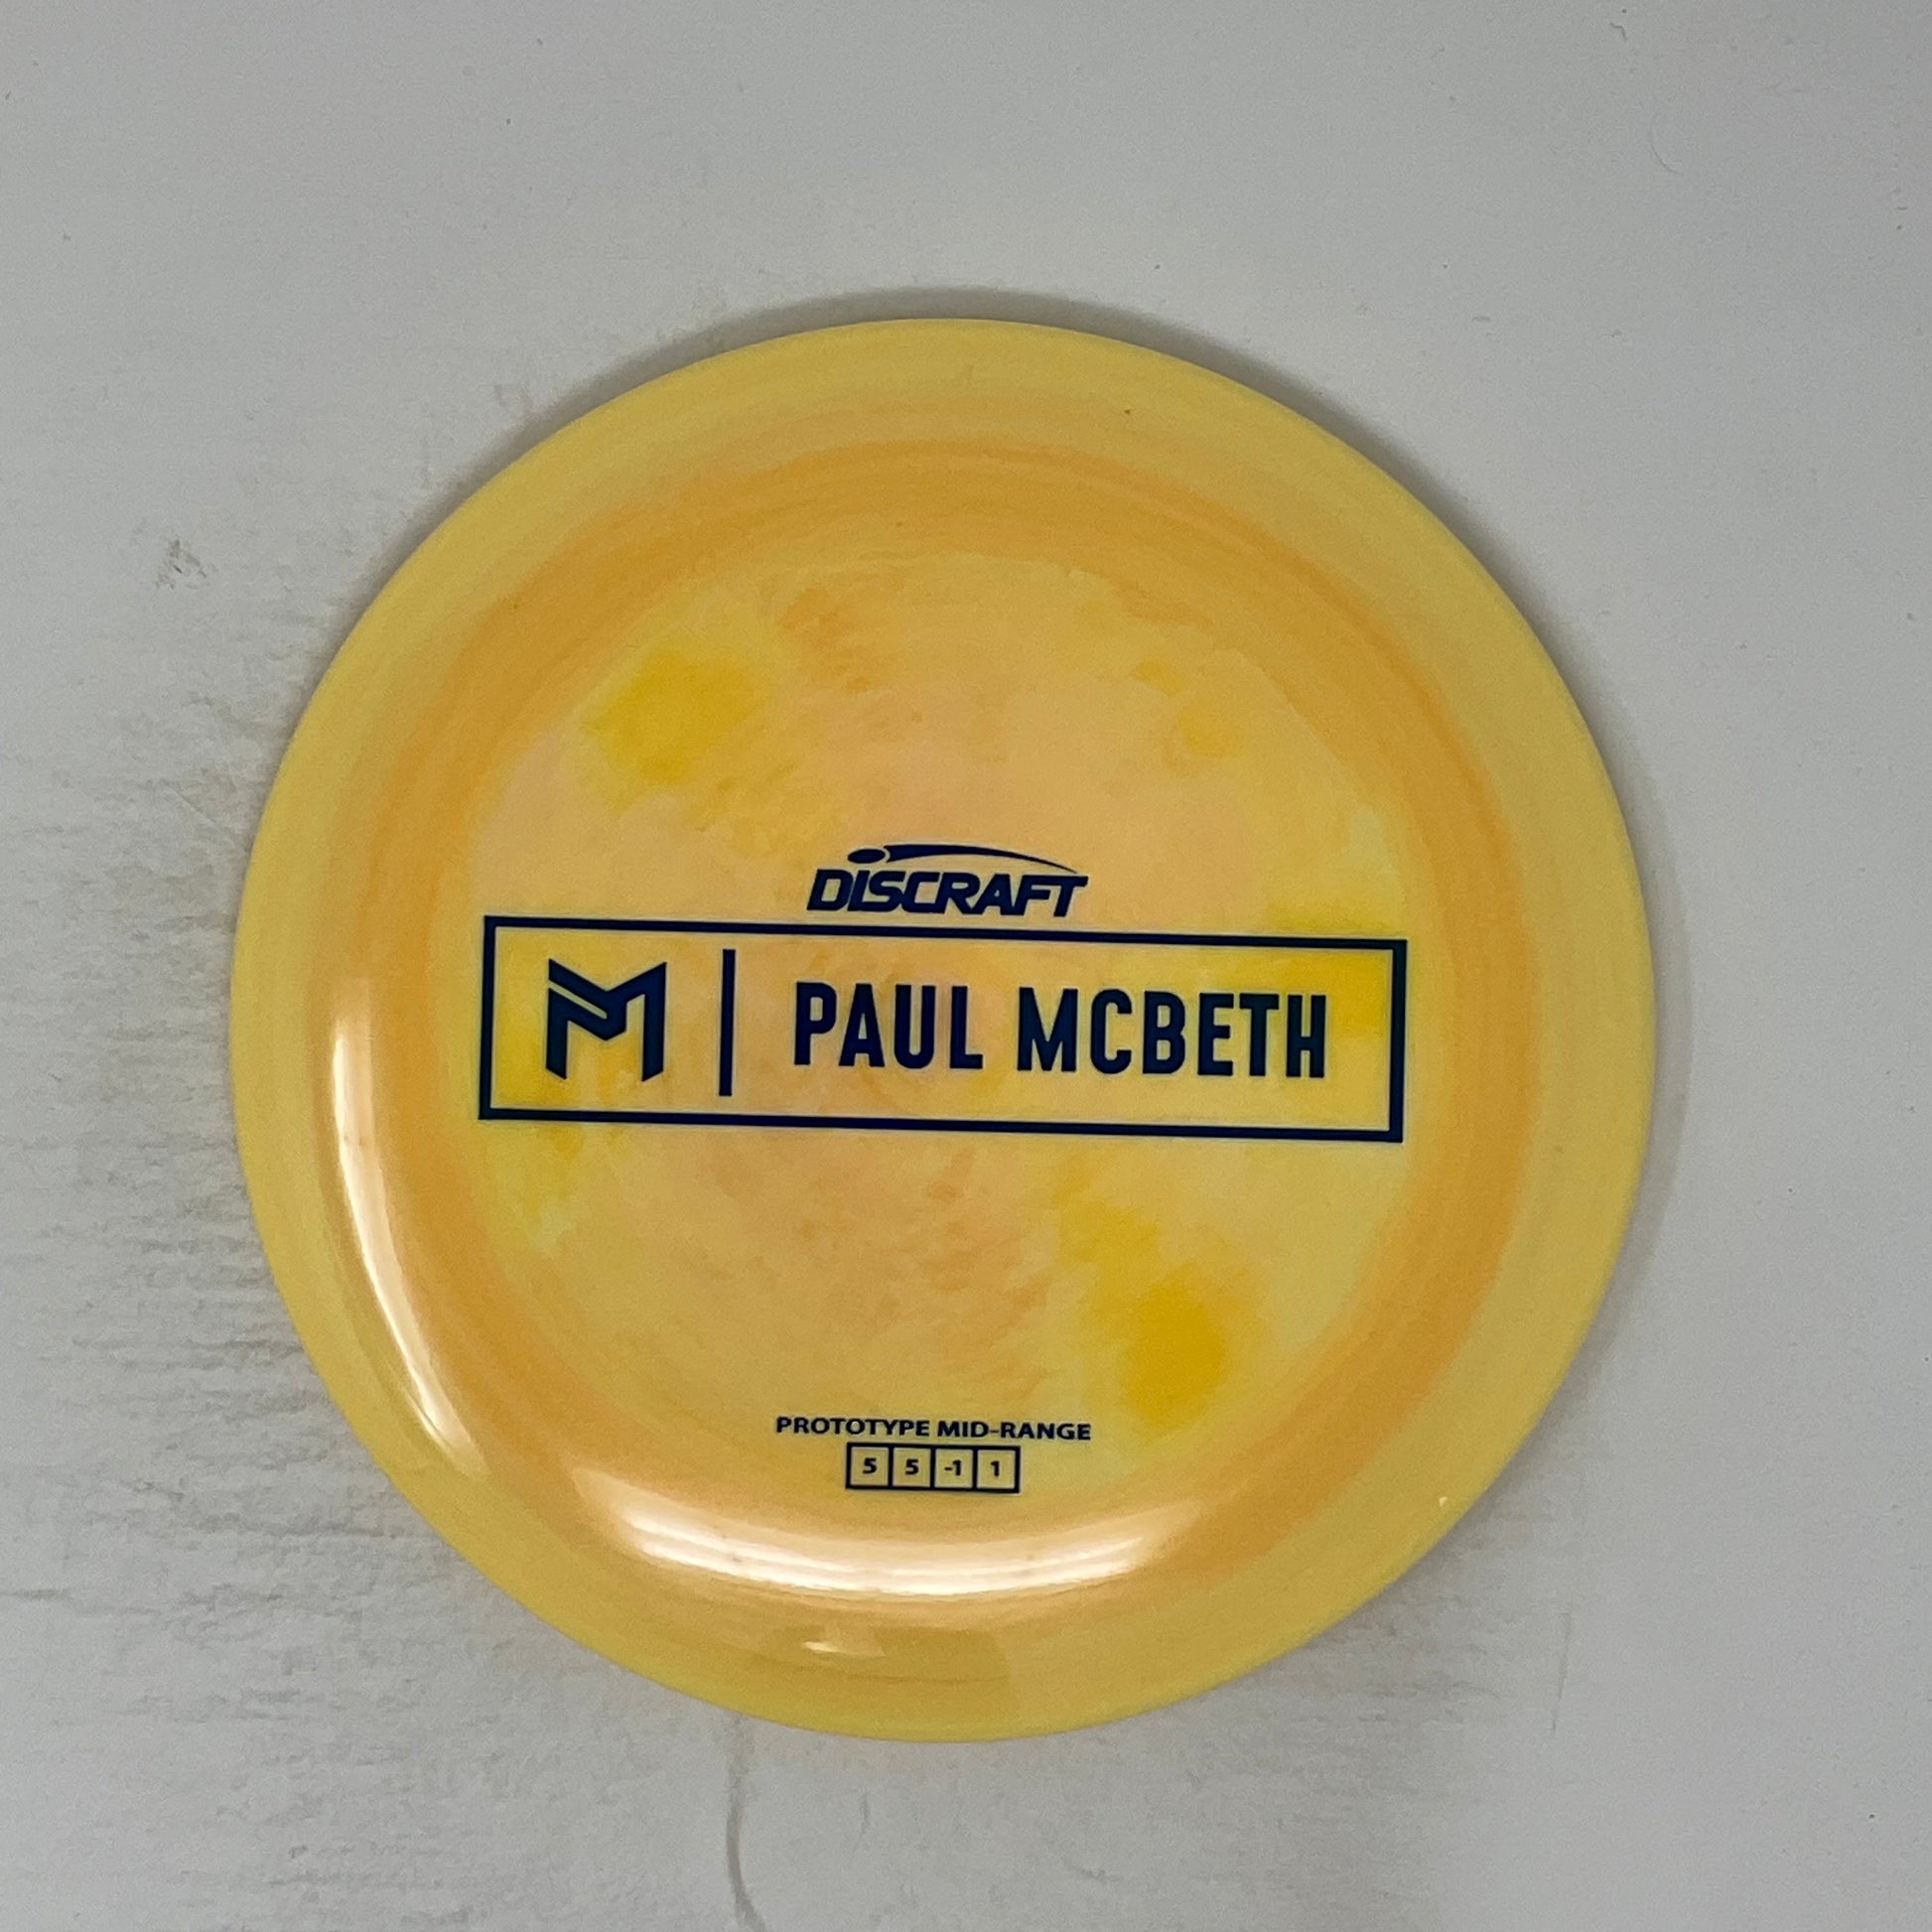 DISCRAFT
M | PAUL MCBETH
PROTOTYPE MID-RANGE
5 5 -1 1